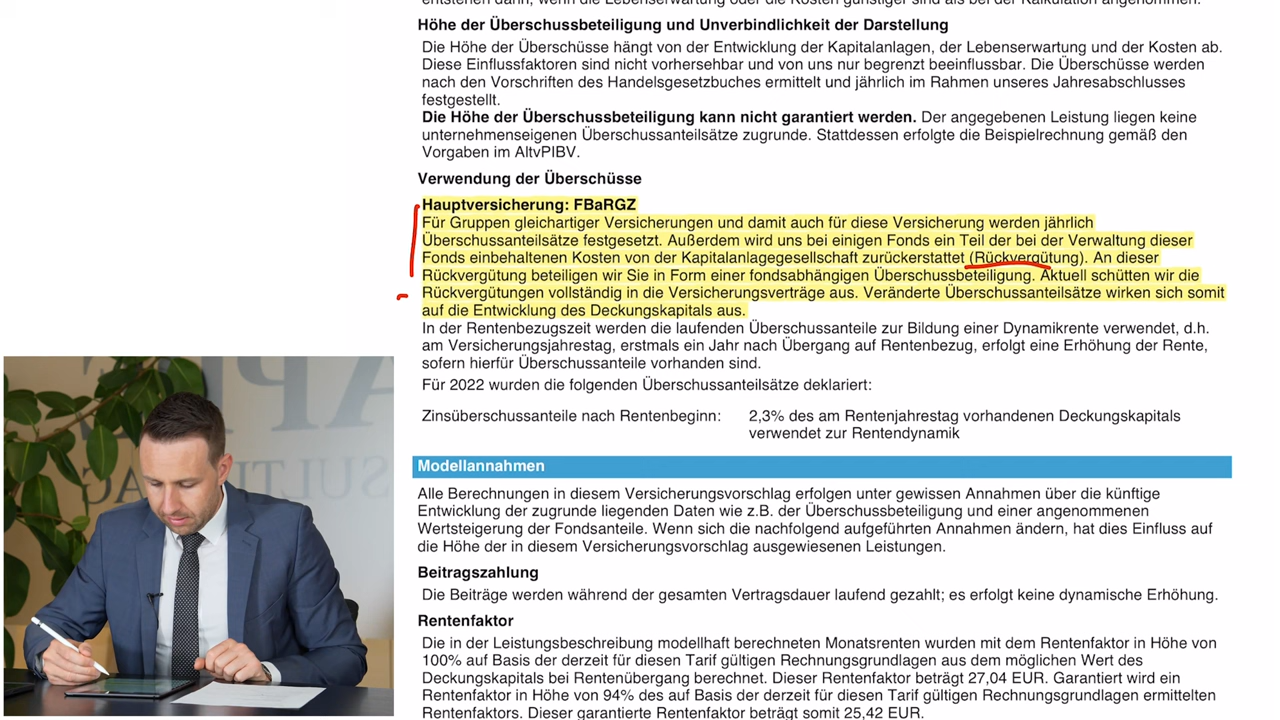 entstehen dann, wenn die Lebenserwartung oder die Kosten günstiger sind als bei der Kalkulation angenommen.
Höhe der Überschussbeteiligung und Unverbindlichkeit der Darstellung
Die Höhe der Überschüsse hängt von der Entwicklung der Kapitalanlagen, der Lebenserwartung und der Kosten ab.
Diese Einflussfaktoren sind nicht vorhersehbar und von uns nur begrenzt beeinflussbar. Die Überschüsse werden
nach den Vorschriften des Handelsgesetzbuches ermittelt und jährlich im Rahmen unseres Jahresabschlusses
festgestellt.
Die Höhe der Überschussbeteiligung kann nicht garantiert werden. Der angegebenen Leistung liegen keine
unternehmenseigenen Überschussanteilsätze zugrunde. Stattdessen erfolgte die Beispielrechnung gemäß den
Vorgaben im AltvPIBV.
Verwendung der Überschüsse
Hauptversicherung: FBaRGZ
Für Gruppen gleichartiger Versicherungen und damit auch für diese Versicherung werden jährlich
Überschussanteilsätze festgesetzt. Außerdem wird uns bei einigen Fonds ein Teil der bei der Verwaltung dieser
Fonds einbehaltenen Kosten von der Kapitalanlagegesellschaft zurückerstattet (Rückvergütung). An dieser
Rückvergütung beteiligen wir Sie in Form einer fondsabhängigen Überschussbeteiligung. Aktuell schütten wir die
Rückvergütungen vollständig in die Versicherungsverträge aus. Veränderte Überschussanteilsätze wirken sich somit
auf die Entwicklung des Deckungskapitals aus.
In der Rentenbezugszeit werden die laufenden Überschussanteile zur Bildung einer Dynamikrente verwendet, d.h.
am Versicherungsjahrestag, erstmals ein Jahr nach Übergang auf Rentenbezug, erfolgt eine Erhöhung der Rente,
sofern hierfür Überschussanteile vorhanden sind.
Für 2022 wurden die folgenden Überschussanteilsätze deklariert:
Zinsüberschussanteile nach Rentenbeginn: 2,3% des am Rentenjahrestag vorhandenen Deckungskapitals
verwendet zur Rentendynamik
Modellannahmen
Alle Berechnungen in diesem Versicherungsvorschlag erfolgen unter gewissen Annahmen über die künftige
Entwicklung der zugrunde liegenden Daten wie z.B. der Überschussbeteiligung und einer angenommenen
Wertsteigerung der Fondsanteile. Wenn sich die nachfolgend aufgeführten Annahmen ändern, hat dies Einfluss auf
die Höhe der in diesem Versicherungsvorschlag ausgewiesenen Leistungen.
Beitragszahlung
Die Beiträge werden während der gesamten Vertragsdauer laufend gezahlt; es erfolgt keine dynamische Erhöhung.
Rentenfaktor
Die in der Leistungsbeschreibung modellhaft berechneten Monatsrenten wurden mit dem Rentenfaktor in Höhe von
100% auf Basis der derzeit für diesen Tarif gültigen Rechnungsgrundlagen aus dem möglichen Wert des
Deckungskapitals bei Rentenübergang berechnet. Dieser Rentenfaktor beträgt 27,04 EUR. Garantiert wird ein
Rentenfaktor in Höhe von 94% des auf Basis der derzeit für diesen Tarif gültigen Rechnungsgrundlagen ermittelten
Rentenfaktors. Dieser garantierte Rentenfaktor beträgt somit 25,42 EUR.